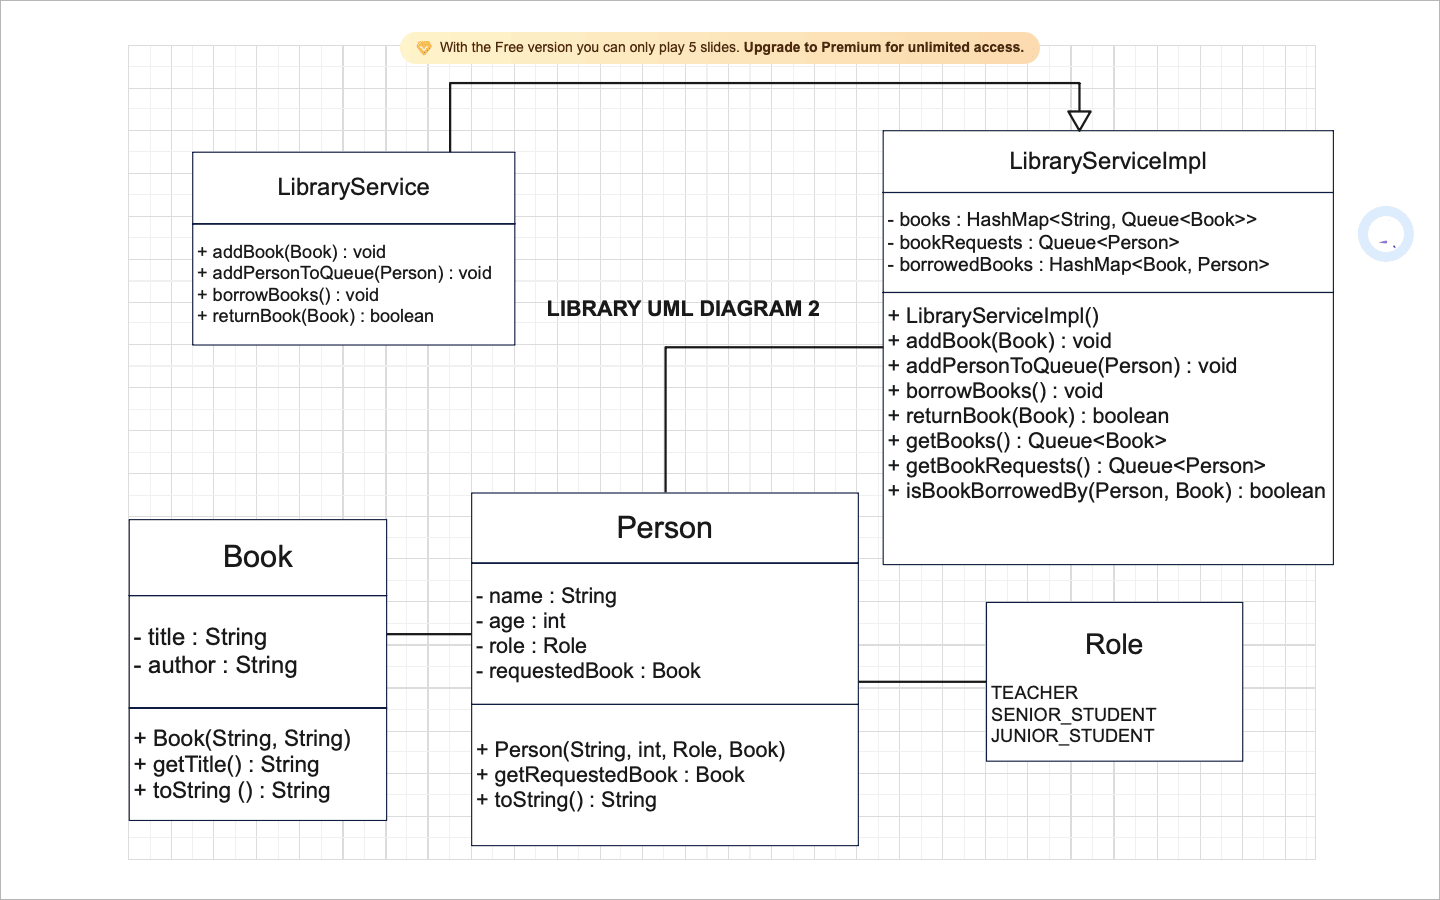 With the Free version you can only play 5 slides. Upgrade to Premium for unlimited access.
LibraryService
+ addBook(Book) : void
+ addPersonToQueue(Person) : void
+ borrowBooks() : void
+ returnBook(Book) : boolean
LIBRARY UML DIAGRAM 2
LibraryServiceImpl
- books : HashMap<String, Queue<Book>>
- bookRequests : Queue<Person>
- borrowedBooks : HashMap<Book, Person>
+ LibraryServiceImpl()
+ addBook(Book) : void
+ addPersonToQueue(Person) : void
+ borrowBooks() : void
+ returnBook(Book) : boolean
+ getBooks() : Queue<Book>
+ getBookRequests() : Queue<Person>
+ isBookBorrowedBy(Person, Book) : boolean
Book
- title : String
- author : String
+ Book(String, String)
+ getTitle() : String
+ toString () : String
Person
- name : String
- age : int
- role : Role
- requestedBook : Book
+ Person(String, int, Role, Book)
+ getRequestedBook : Book
+ toString() : String
Role
TEACHER
SENIOR_STUDENT
JUNIOR_STUDENT